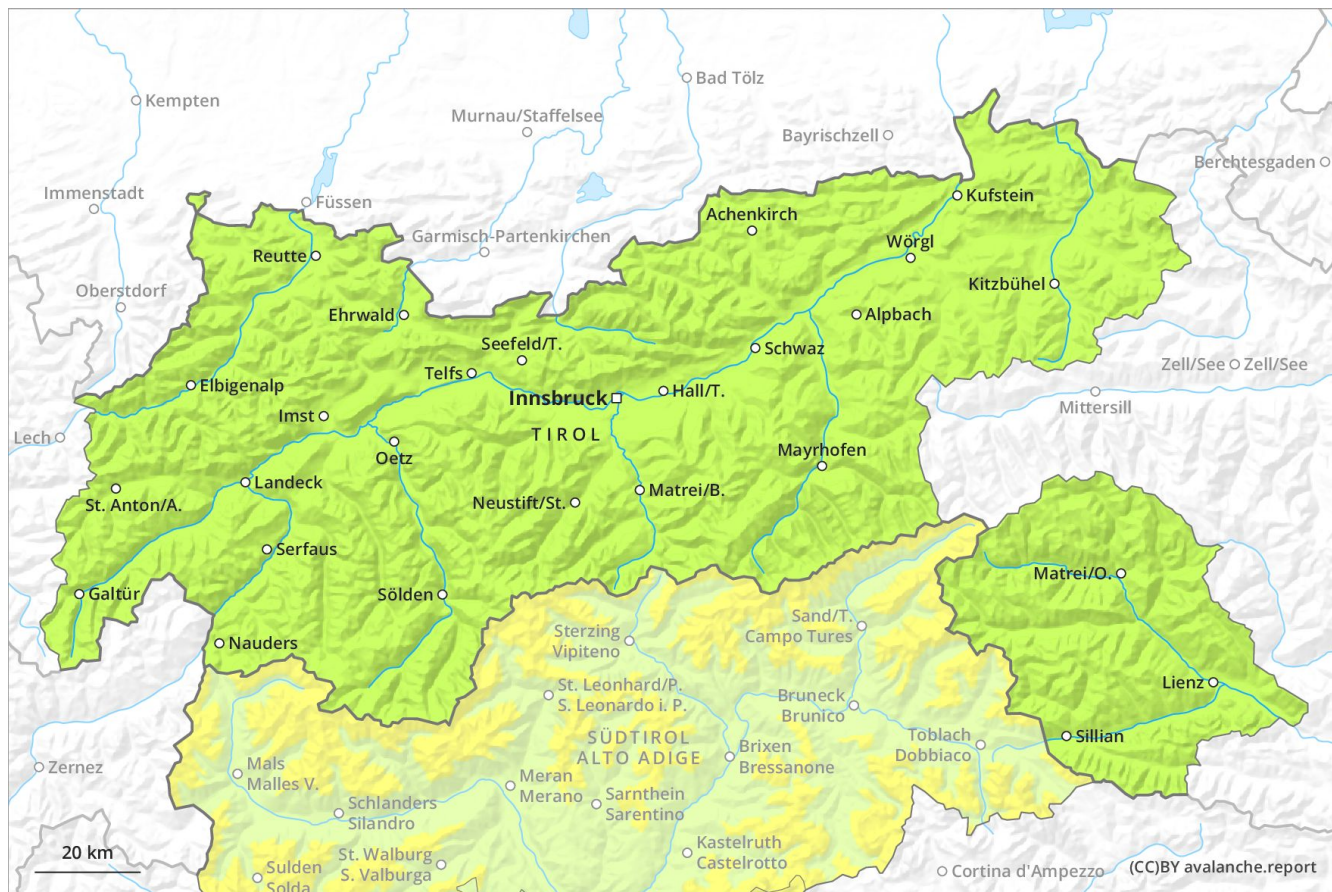 Bad Tölz
Kempten
Murnau/Staffelsee
Bayrischzell
Berchtesgaden
Immenstadt
Füssen
Kufstein
Achenkirch
Garmisch-Partenkirchen
Wörgl
Reutte
Oberstdorf
Kitzbühel
Ehrwald
Alpbach
Seefeld/T.
Schwaz
Zell/See
Zell/See
Telfs
Elbigenalp
Hall/T.
Innsbruck
Mittersill
Imst
TIROL
Lech
Mayrhofen
Oetz
Landeck
Matrei/B.
St. Anton/A.
Neustift/St.
Serfaus
Matrei/O.
Galtür
Sölden
Sand/T.
Campo Tures
Sterzing
Vipiteno
Nauders
Lienz
St. Leonhard/P.
S. Leonardo i. P.
Bruneck
Brunico
SÜDTIROL
ALTO ADIGE
Toblach
Dobbiaco
Sillian
Brixen
Bressanone
Zernez
Mals
Malles V.
Meran
Merano
Sarnthein
Sarentino
Schlanders
Silandro
Kastelruth
Castelrotto
20 km
St. Walburg
S. Valburga
Sulden
Solda
Cortina d'Ampezzo
(CC)BY avalanche.report